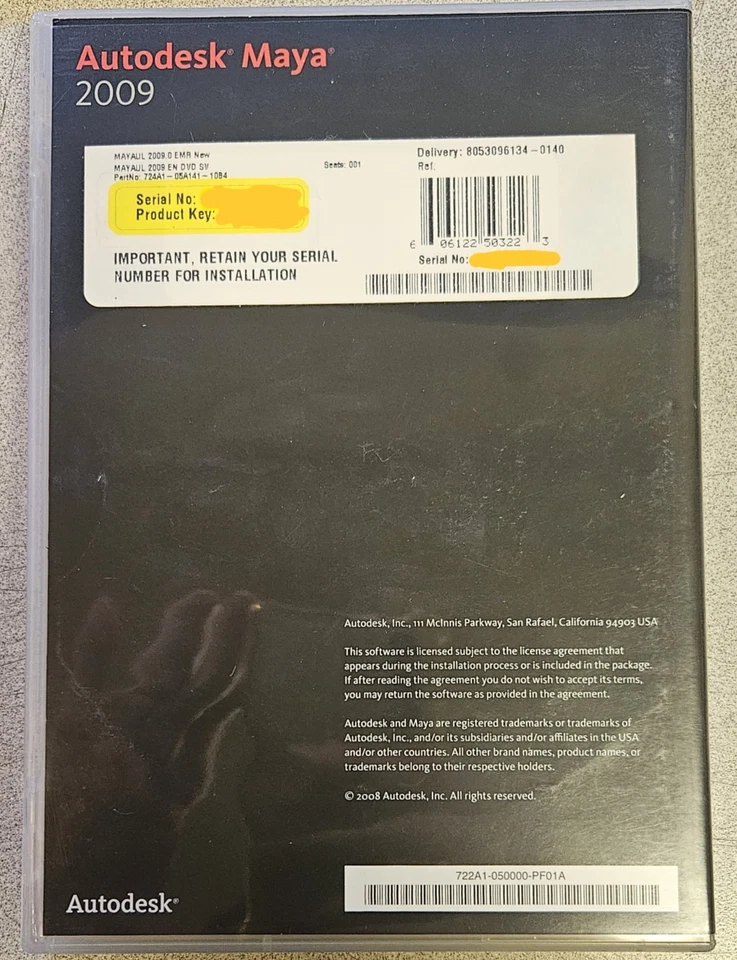 Autodesk® Maya®
2009
MAYAUL 2009.0 EMR New
MAYAUL 2009 EN DVD SV
PartNo: 724A1-05A141-10B4
Seats: 001
Serial No:
Product Key:
IMPORTANT, RETAIN YOUR SERIAL
NUMBER FOR INSTALLATION
Delivery: 8053096134-0140
Ref.
6 06122 50322 3
Serial No:
Autodesk, Inc., 111 McInnis Parkway, San Rafael, California 94903 USA
This software is licensed subject to the license agreement that
appears during the installation process or is included in the package.
If after reading the agreement you do not wish to accept its terms,
you may return the software as provided in the agreement.
Autodesk and Maya are registered trademarks or trademarks of
Autodesk, Inc., and/or its subsidiaries and/or affiliates in the USA
and/or other countries. All other brand names, product names, or
trademarks belong to their respective holders.
© 2008 Autodesk, Inc. All rights reserved.
722A1-050000-PF01A
Autodesk®